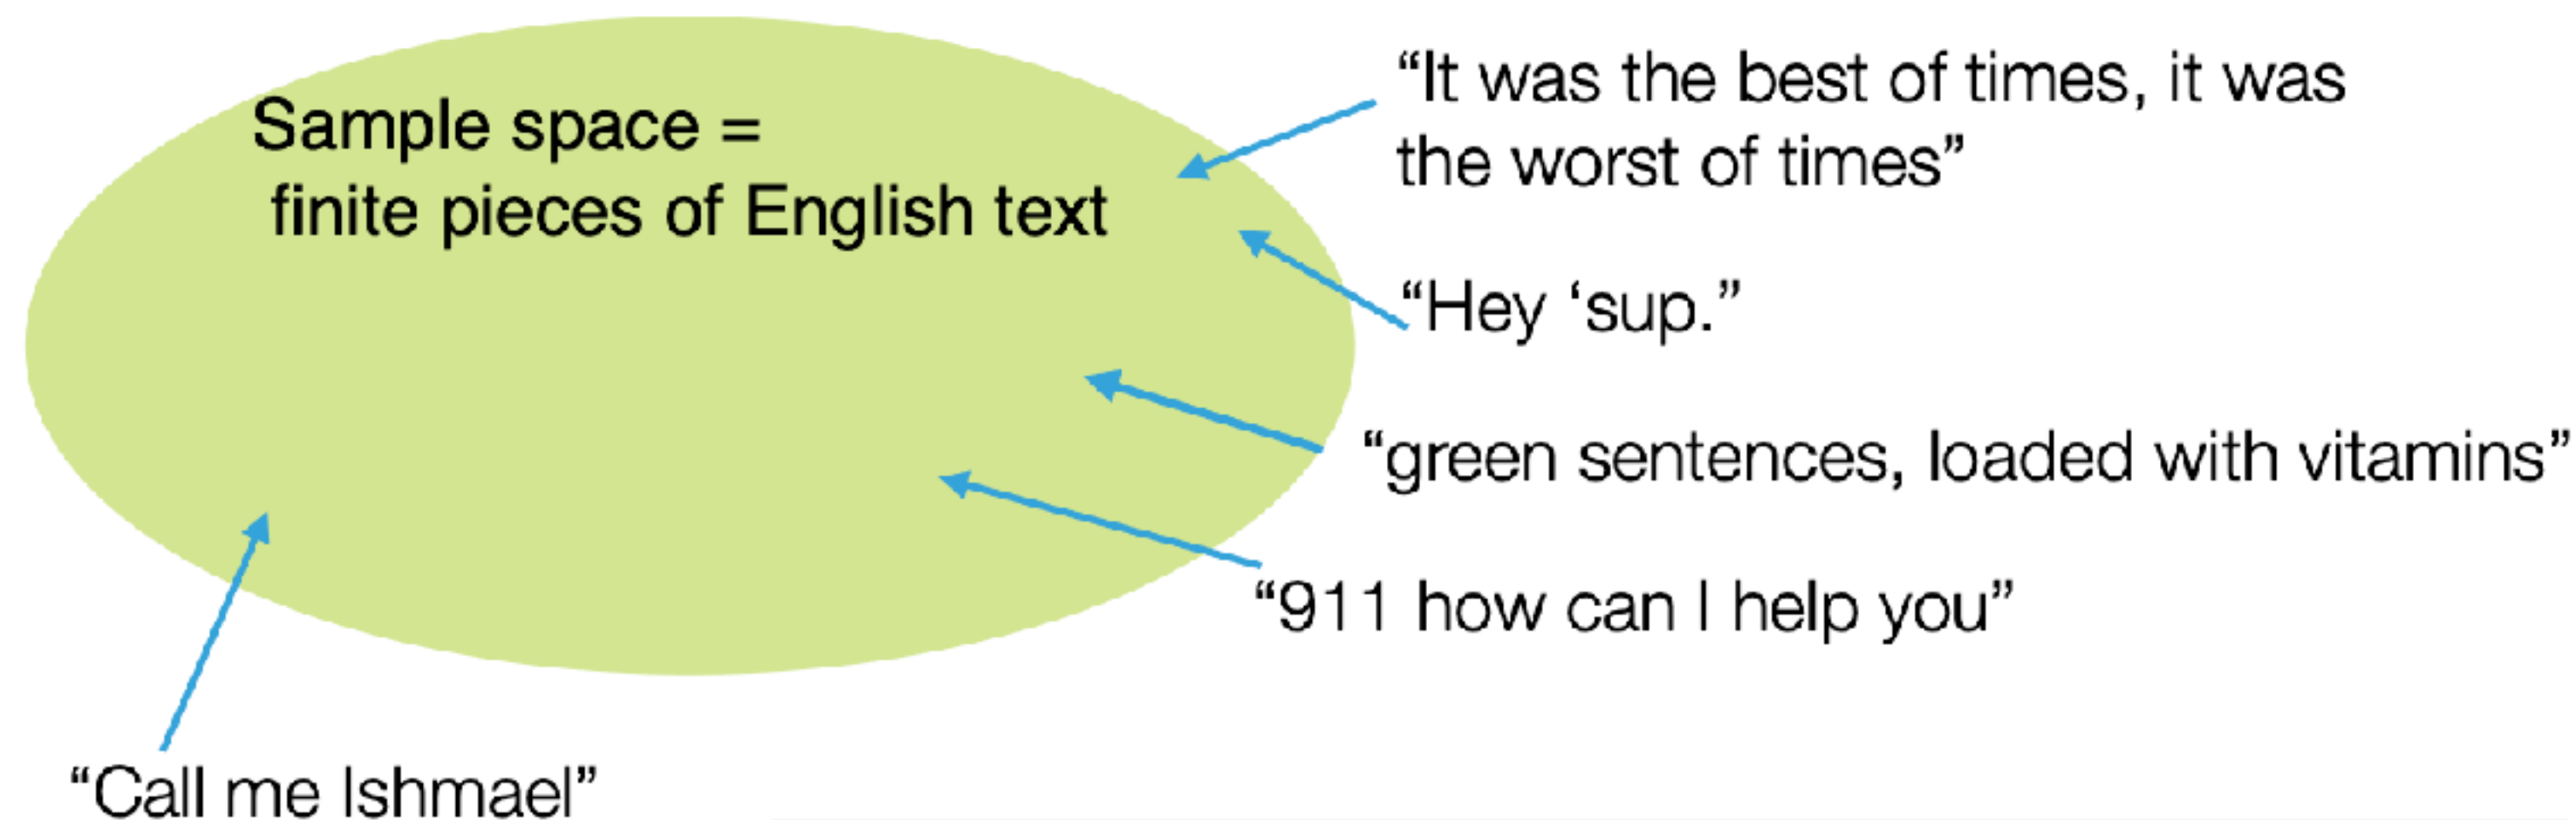 Sample space =
finite pieces of English text
“It was the best of times, it was
the worst of times”
“Hey ‘sup.”
“green sentences, loaded with vitamins”
“911 how can I help you”
“Call me Ishmael”